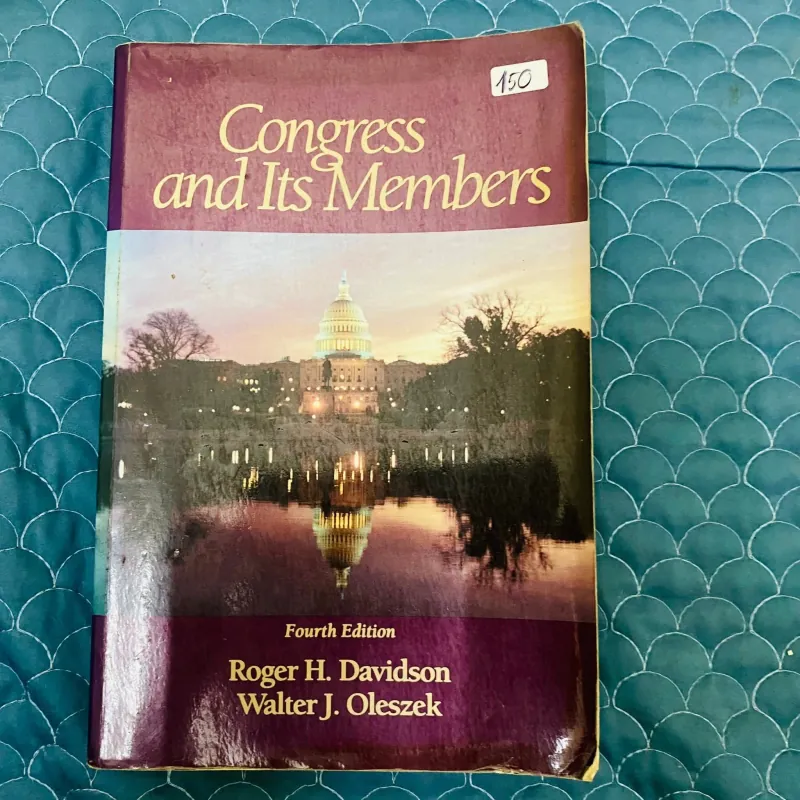 150
Congress
and Its Members
Fourth Edition
Roger H. Davidson
Walter J. Oleszek